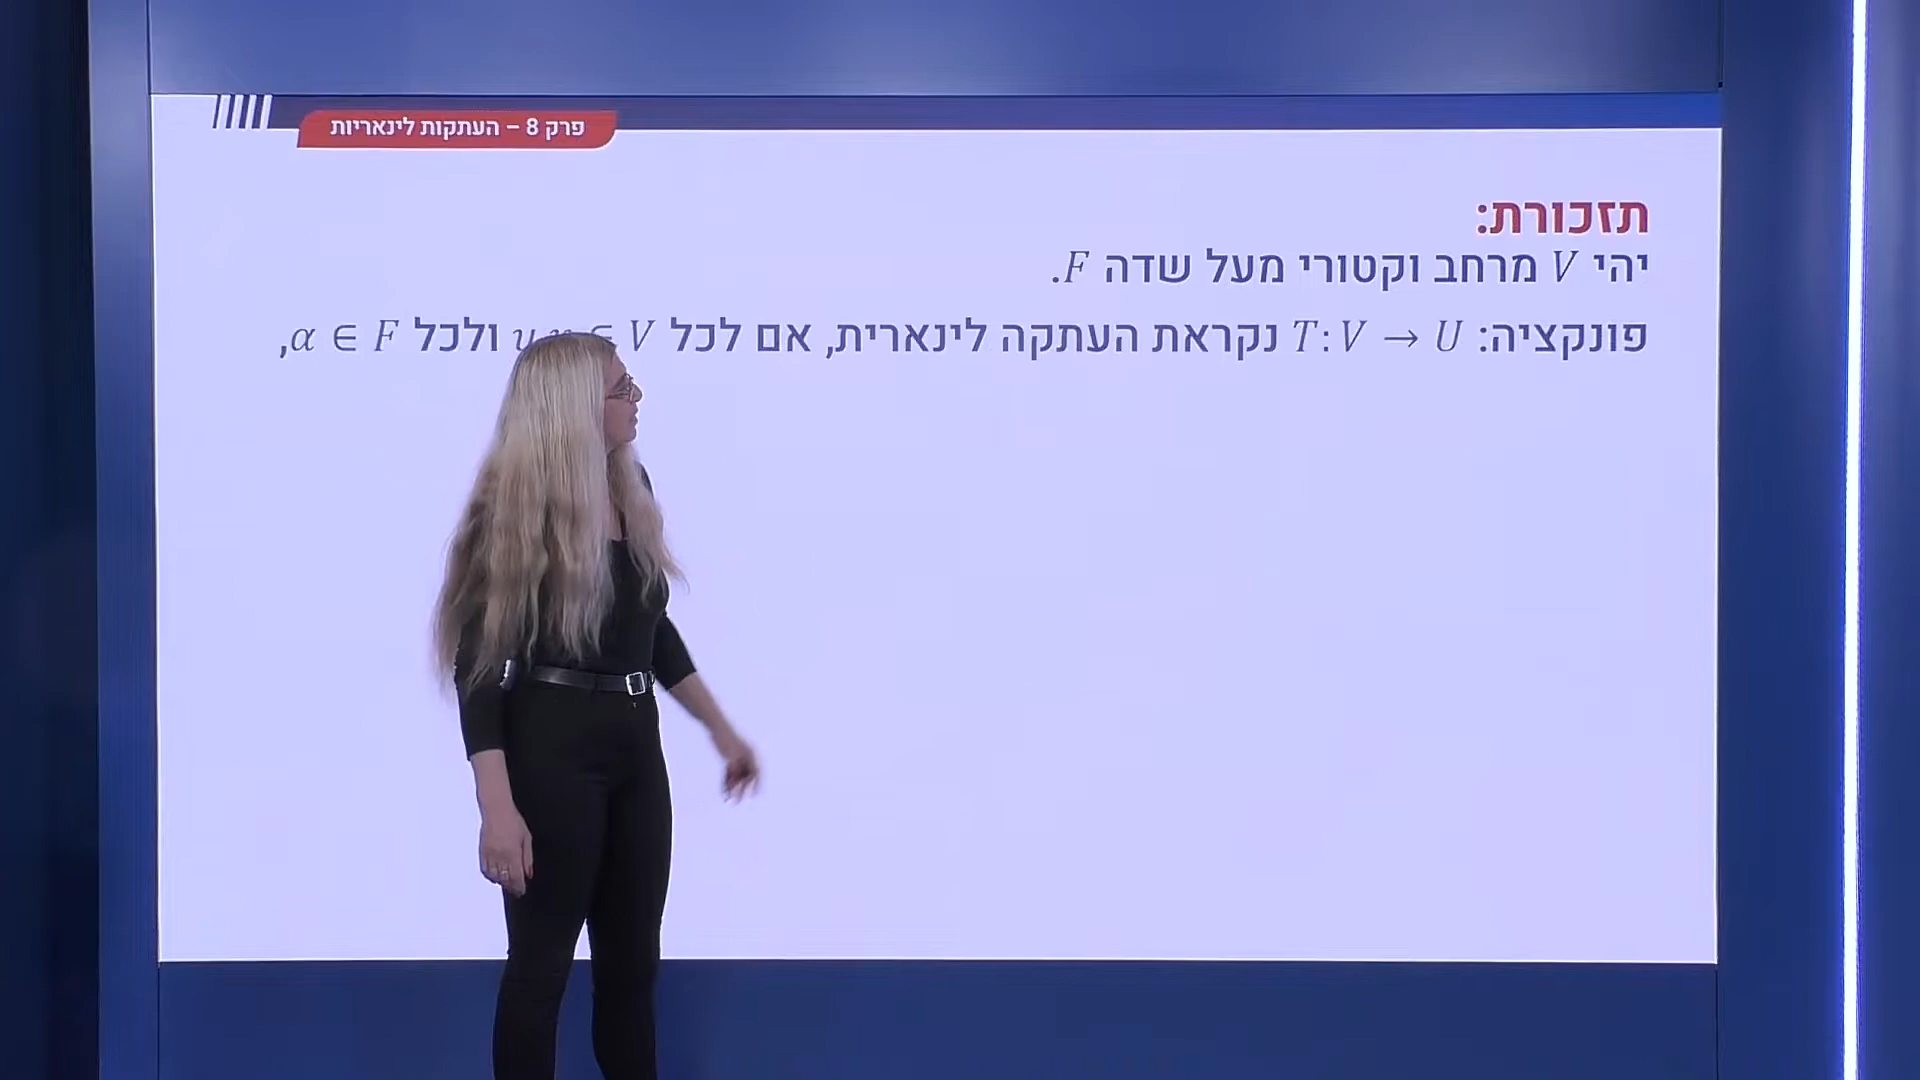 פרק 8 – העתקות לינאריות
תזכורת:
יהי V מרחב וקטורי מעל שדה F.
פונקציה: T: V → U נקראת העתקה לינארית, אם לכל ∈ V ולכל α ∈ F,